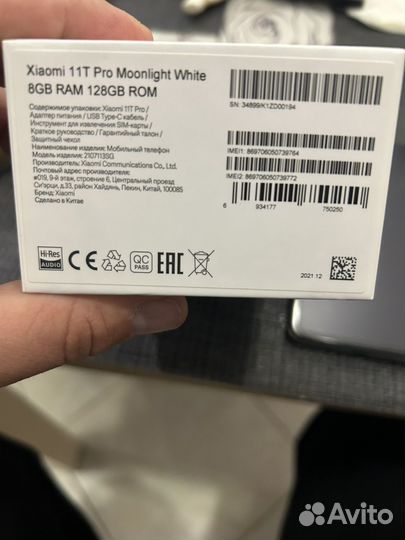 Xiaomi 11T Pro Moonlight White
8GB RAM 128GB ROM
Содержимое упаковки: Xiaomi 11T Pro /
Адаптер питания / USB Type-C кабель /
Инструмент для извлечения SIM-карты /
Краткое руководство / Гарантийный талон /
Защитный чехол
Наименование изделия: Мобильный телефон
Модель изделия: 2107113SG
Производитель: Xiaomi Communications Co., Ltd.
Почтовый адрес производителя:
#019, 9-й этаж, строение 6, Центральный проезд
Сиэрци, д.33, район Хайдянь, Пекин, Китай, 100085
Бренд: Xiaomi
Сделано в Китае
SN: 34899/K1ZD00194
IMEI1: 869706050739764
IMEI2: 869706050739772
6 934177 750250
Hi-Res
AUDIO
CE
QC
PASS
EAC
2021.12
Avito